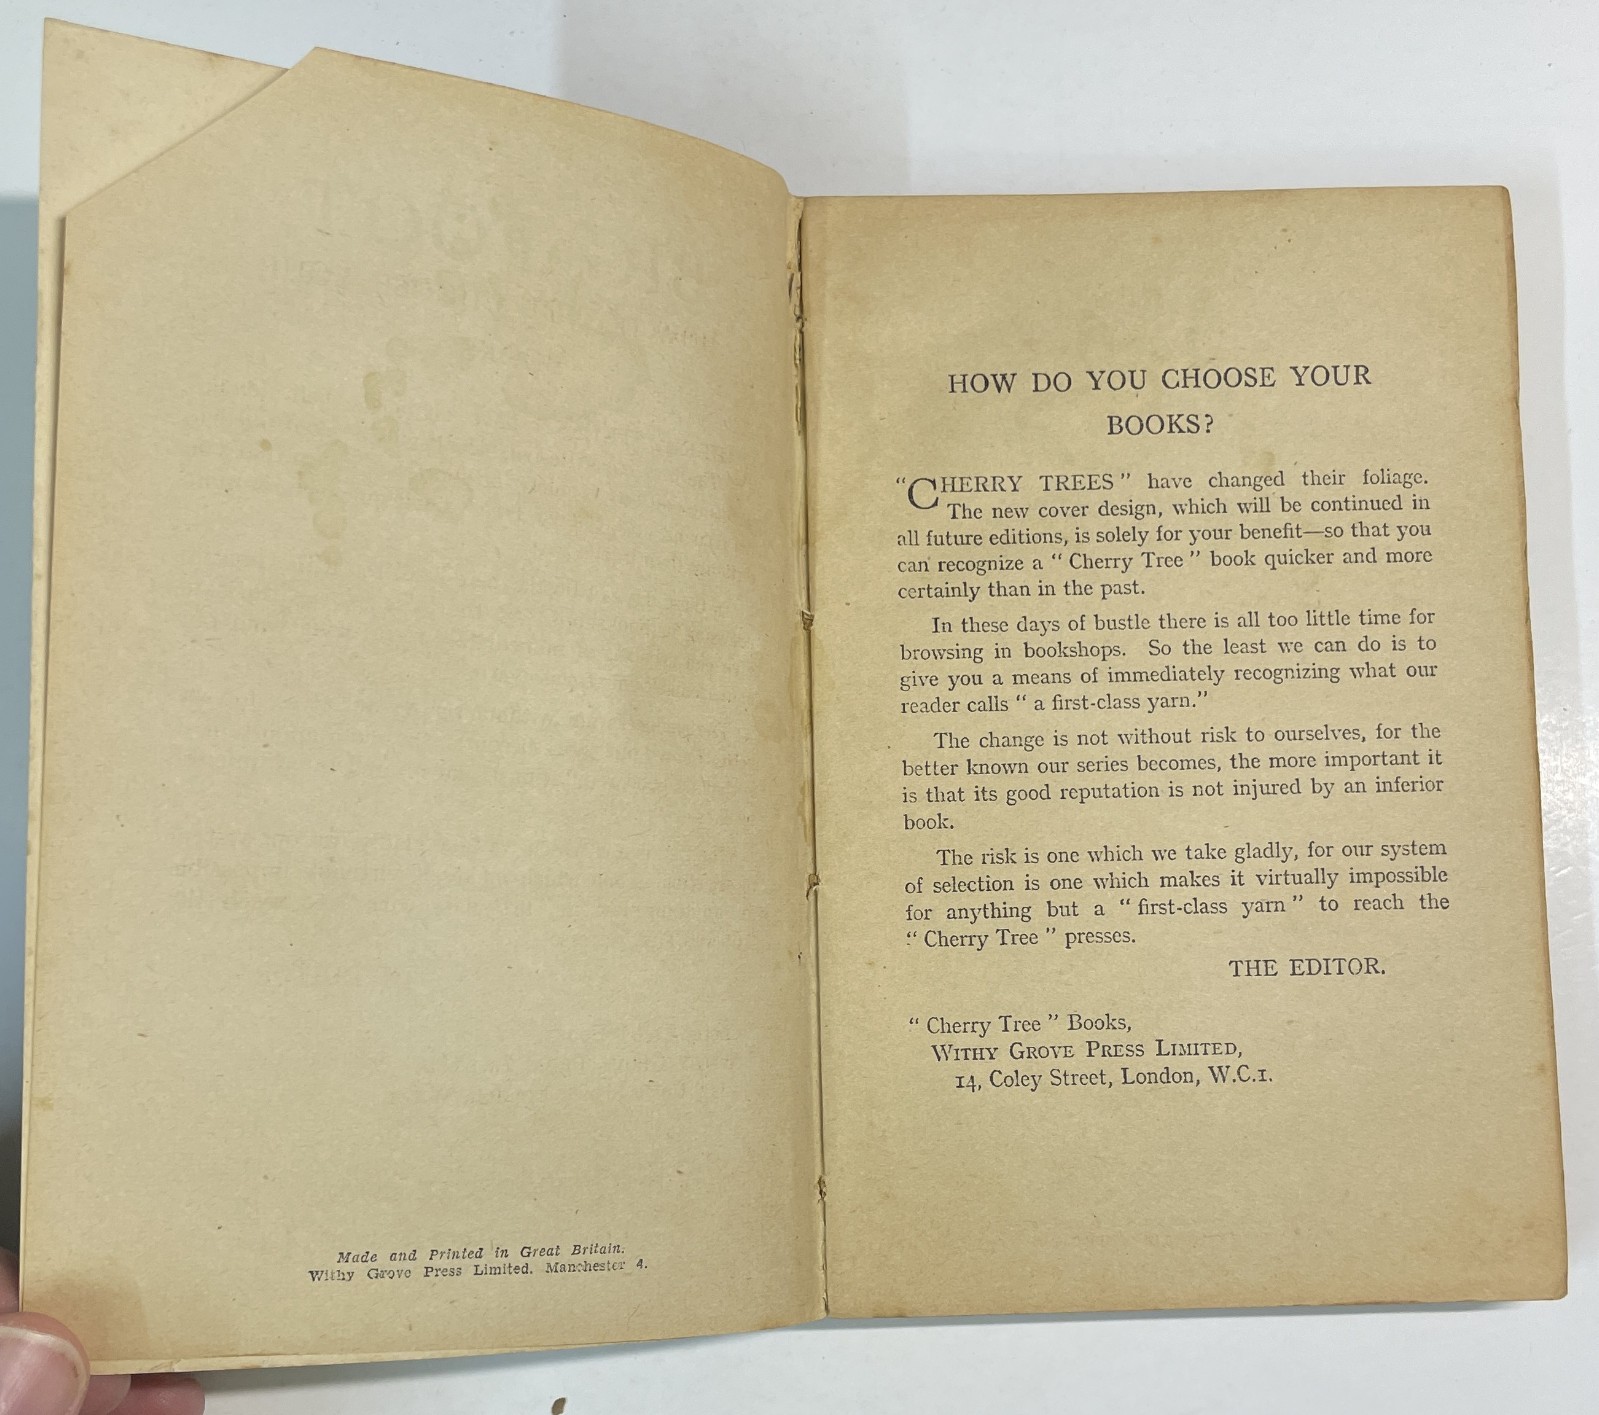 Made and Printed in Great Britain.
Withy Grove Press Limited. Manchester 4.
HOW DO YOU CHOOSE YOUR
BOOKS?
"CHERRY TREES" have changed their foliage.
The new cover design, which will be continued in
all future editions, is solely for your benefit—so that you
can recognize a "Cherry Tree" book quicker and more
certainly than in the past.
In these days of bustle there is all too little time for
browsing in bookshops. So the least we can do is to
give you a means of immediately recognizing what our
reader calls "a first-class yarn."
The change is not without risk to ourselves, for the
better known our series becomes, the more important it
is that its good reputation is not injured by an inferior
book.
The risk is one which we take gladly, for our system
of selection is one which makes it virtually impossible
for anything but a "first-class yarn" to reach the
"Cherry Tree" presses.
THE EDITOR.
"Cherry Tree" Books,
WITHY GROVE PRESS LIMITED,
14, Coley Street, London, W.C.1.